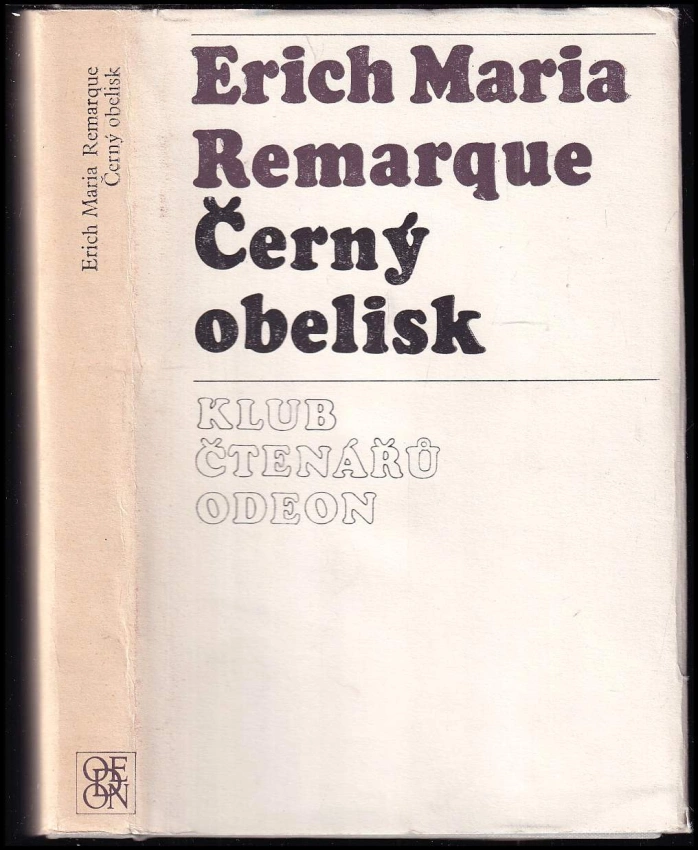 Erich Maria
Remarque
Černý
obelisk
KLUB
ČTENÁŘŮ
ODEON
Erich Maria Remarque
Černý obelisk
ODEON